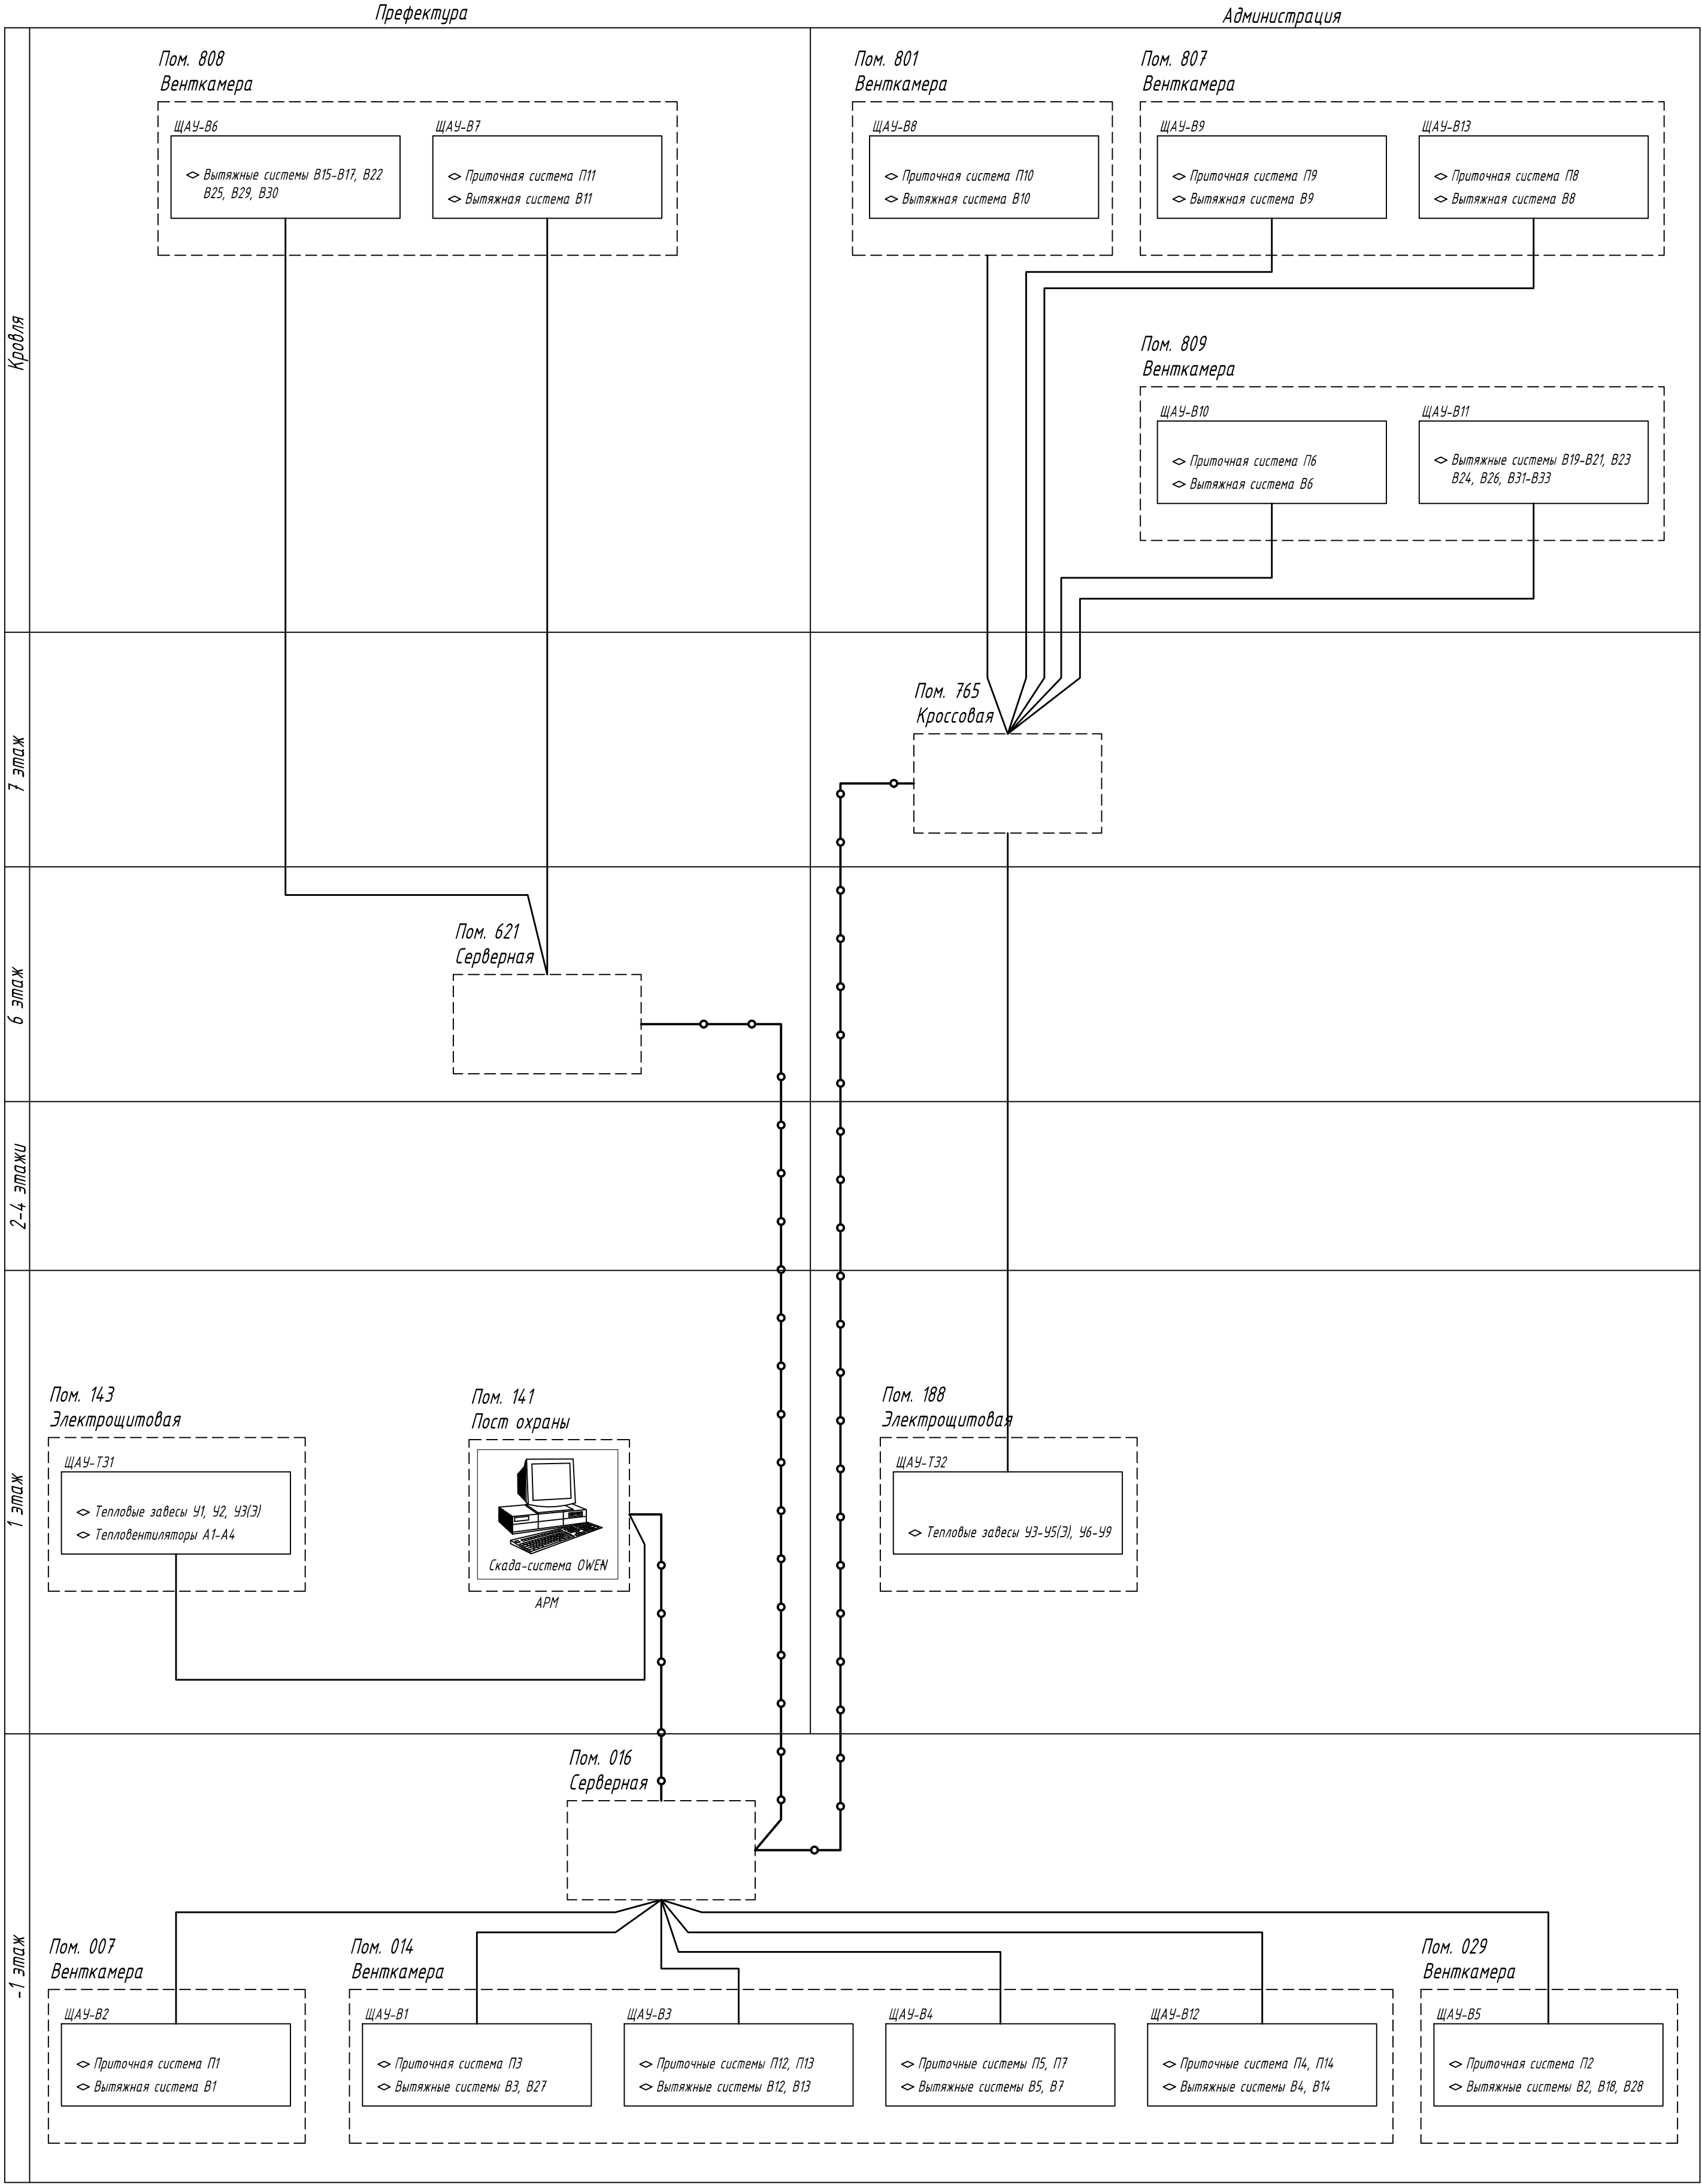 Префектура
Администрация
Кровля
Пом. 808
Венткамера
ЩАУ-В6
Вытяжные системы В15-В17, В22
В25, В29, В30
ЩАУ-В7
Приточная система П11
Вытяжная система В11
Пом. 801
Венткамера
ЩАУ-В8
Приточная система П10
Вытяжная система В10
Пом. 807
Венткамера
ЩАУ-В9
Приточная система П9
Вытяжная система В9
ЩАУ-В13
Приточная система П8
Вытяжная система В8
Пом. 809
Венткамера
ЩАУ-В10
Приточная система П6
Вытяжная система В6
ЩАУ-В11
Вытяжные системы В19-В21, В23
В24, В26, В31-В33
7 этаж
Пом. 765
Кроссовая
6 этаж
Пом. 621
Серверная
2-4 этажи
1 этаж
Пом. 143
Электрощитовая
ЩАУ-ТЗ1
Тепловые завесы У1, У2, У3(Э)
Тепловентиляторы А1-А4
Пом. 141
Пост охраны
Скада-система OWEN
АРМ
Пом. 188
Электрощитовая
ЩАУ-ТЗ2
Тепловые завесы У3-У5(Э), У6-У9
-1 этаж
Пом. 016
Серверная
Пом. 007
Венткамера
ЩАУ-В2
Приточная система П1
Вытяжная система В1
Пом. 014
Венткамера
ЩАУ-В1
Приточная система П3
Вытяжные системы В3, В27
ЩАУ-В3
Приточные системы П12, П13
Вытяжные системы В12, В13
ЩАУ-В4
Приточные системы П5, П7
Вытяжные системы В5, В7
ЩАУ-В12
Приточные системы П4, П14
Вытяжные системы В4, В14
Пом. 029
Венткамера
ЩАУ-В5
Приточная система П2
Вытяжные системы В2, В18, В28